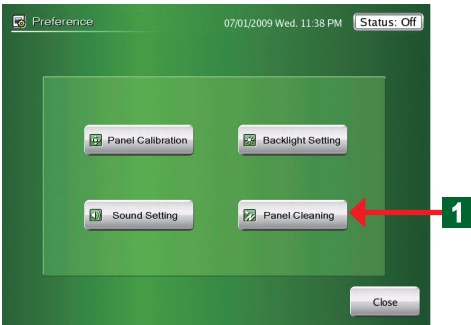 Preference 07/01/2009 Wed. 11:38 PM Status: Off
Panel Calibration Backlight Setting
Sound Setting Panel Cleaning 1
Close